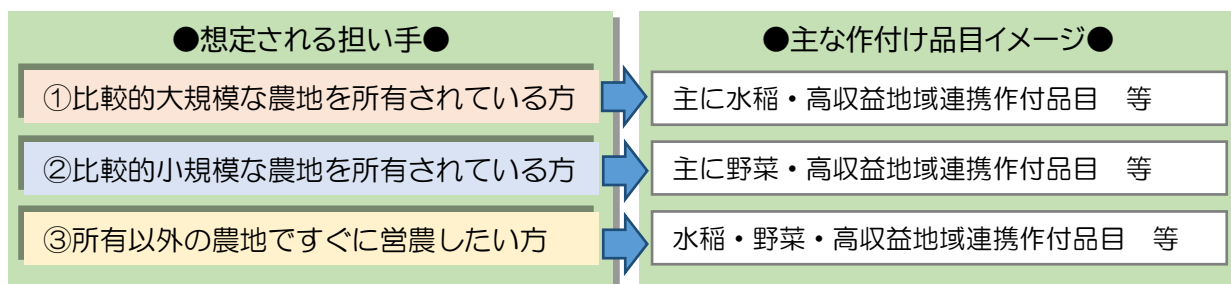 ●想定される担い手●
①比較的大規模な農地を所有されている方
②比較的小規模な農地を所有されている方
③所有以外の農地ですぐに営農したい方
●主な作付け品目イメージ●
主に水稲・高収益地域連携作付品目　等
主に野菜・高収益地域連携作付品目　等
水稲・野菜・高収益地域連携作付品目　等